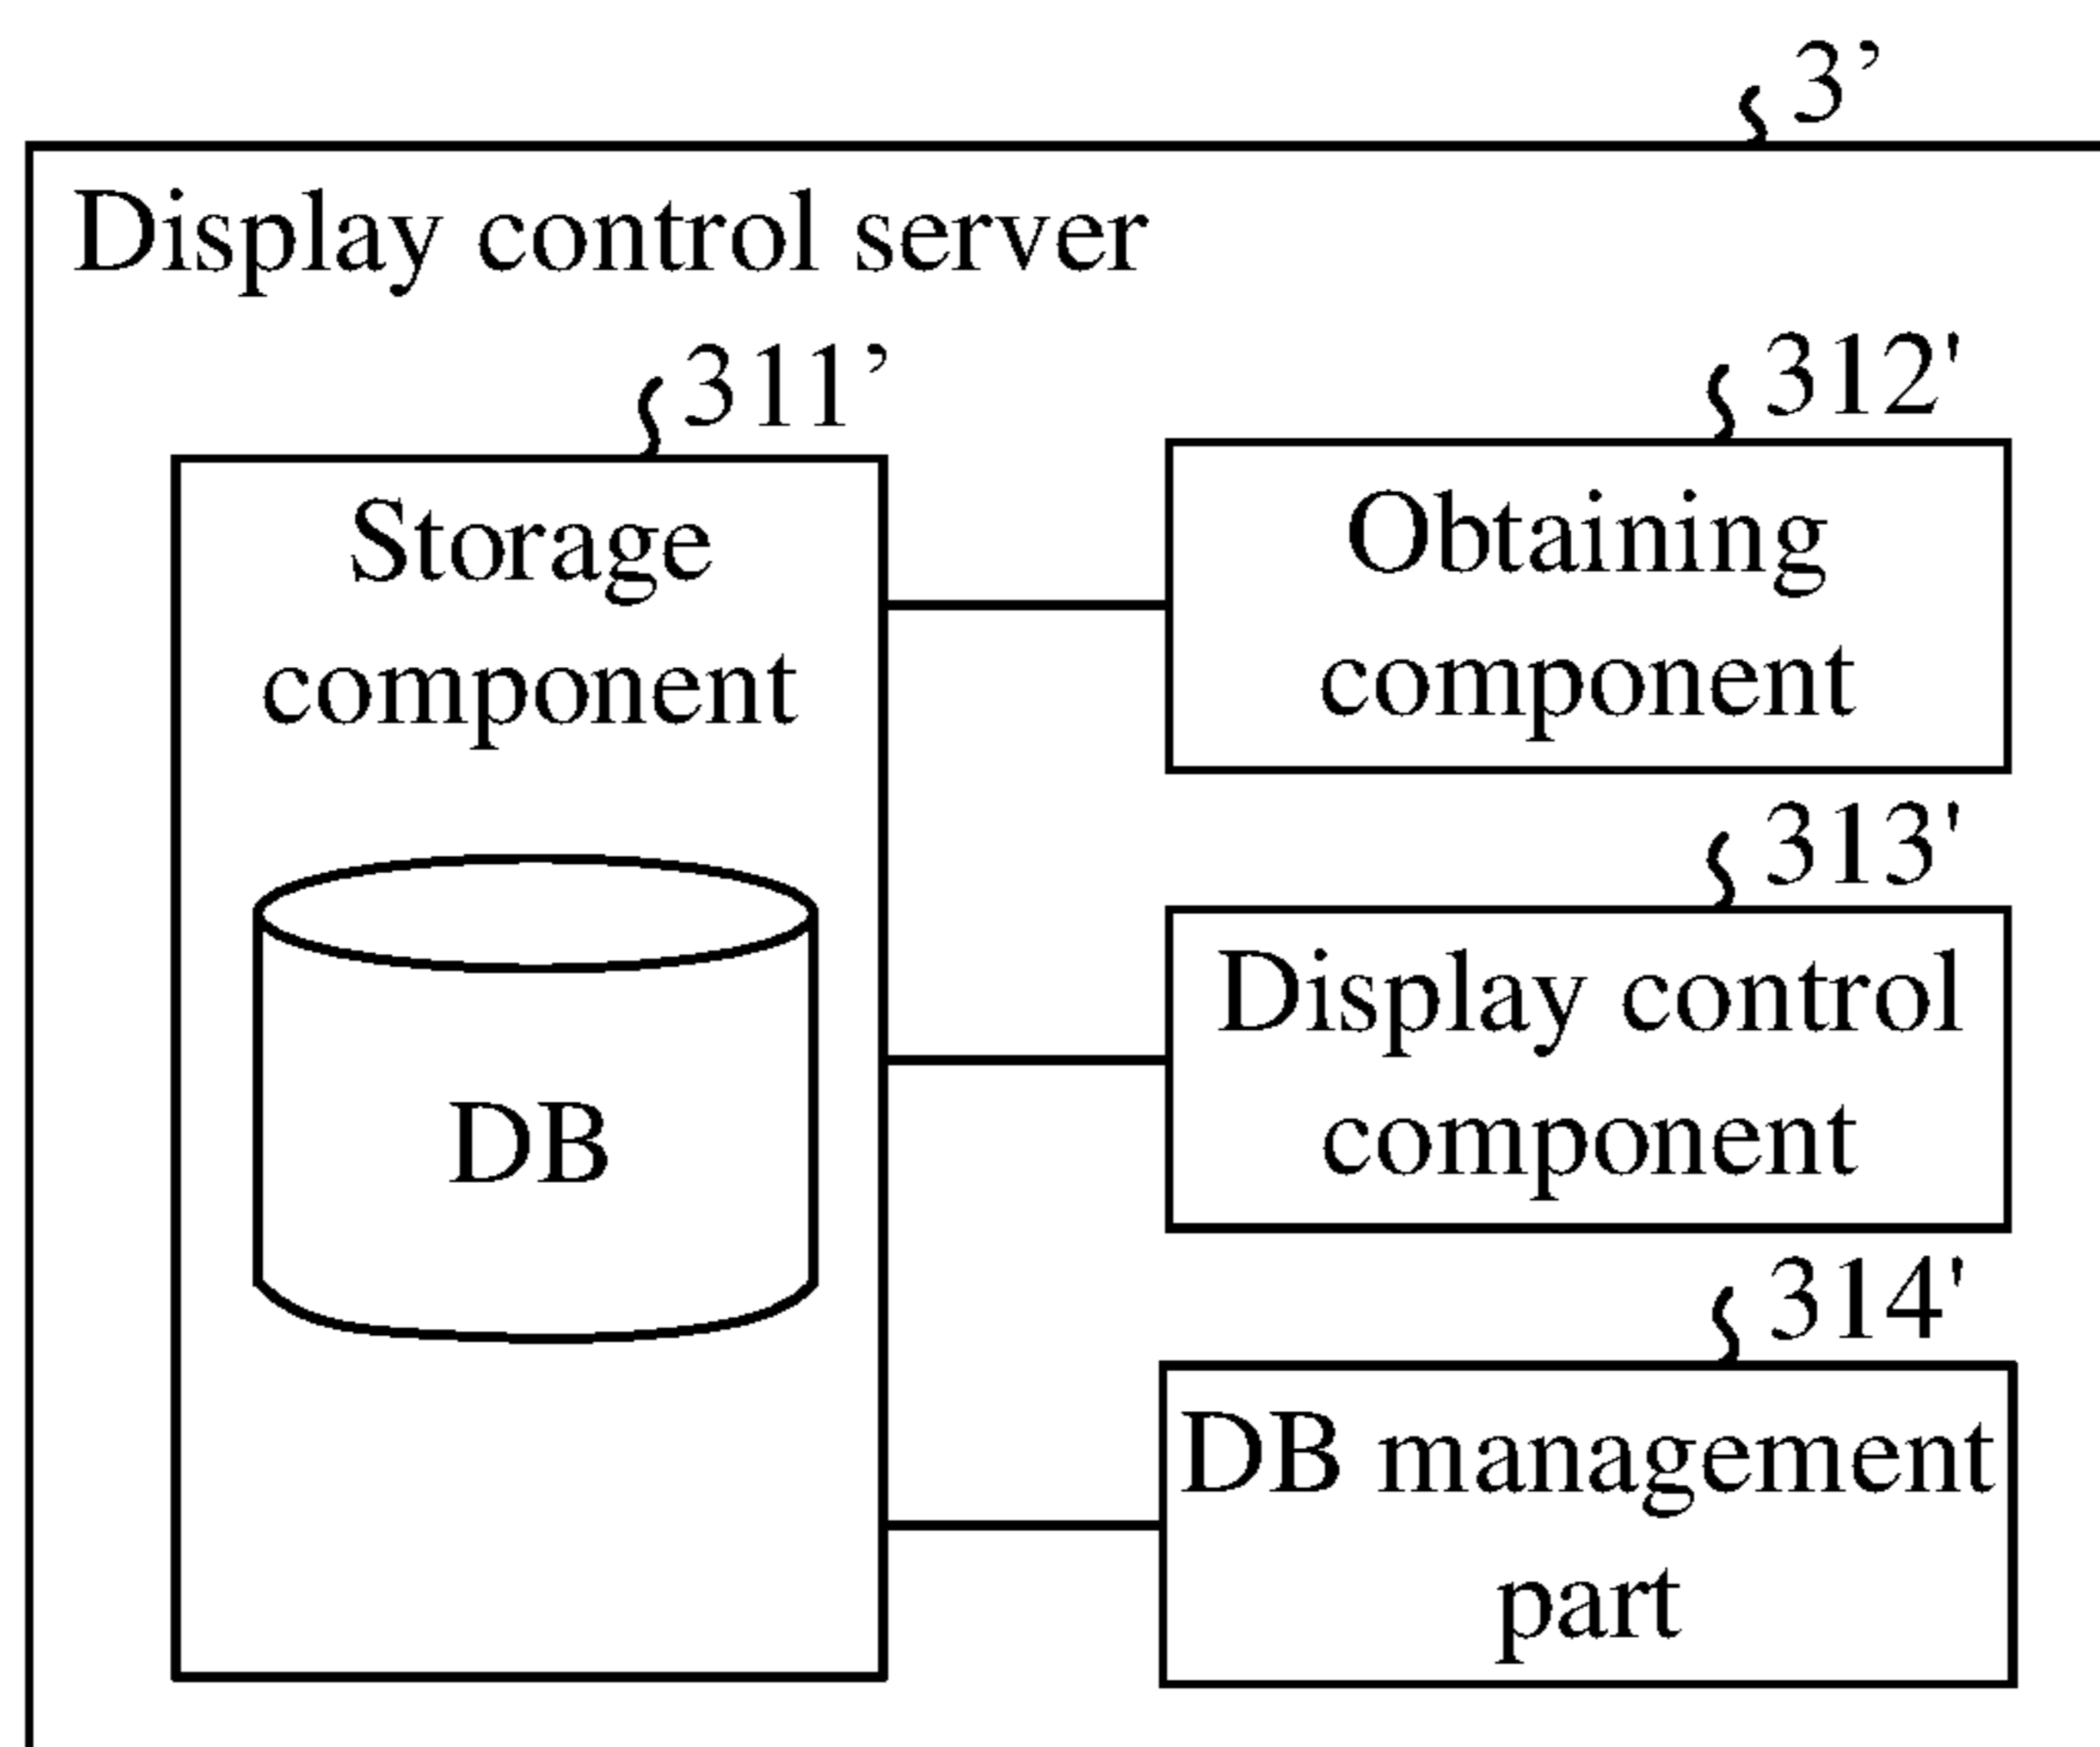 3’
Display control server
311’
Storage
component
DB
312'
Obtaining
component
313'
Display control
component
314'
DB management
part